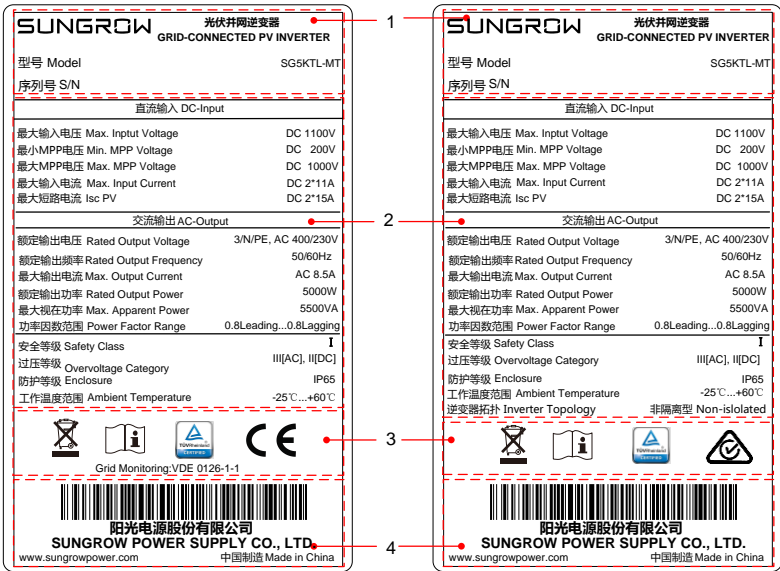 SUNGROW
光伏并网逆变器
GRID-CONNECTED PV INVERTER
型号 Model SG5KTL-MT
序列号 S/N
直流输入 DC-Input
最大输入电压 Max. Intput Voltage DC 1100V
最小MPP电压 Min. MPP Voltage DC 200V
最大MPP电压 Max. MPP Voltage DC 1000V
最大输入电流 Max. Input Current DC 2*11A
最大短路电流 Isc PV DC 2*15A
交流输出 AC-Output
额定输出电压 Rated Output Voltage 3/N/PE, AC 400/230V
额定输出频率 Rated Output Frequency 50/60Hz
最大输出电流 Max. Output Current AC 8.5A
额定输出功率 Rated Output Power 5000W
最大视在功率 Max. Apparent Power 5500VA
功率因数范围 Power Factor Range 0.8Leading...0.8Lagging
安全等级 Safety Class I
过压等级 Overvoltage Category III[AC], II[DC]
防护等级 Enclosure IP65
工作温度范围 Ambient Temperature -25℃...+60℃
i
TÜVRheinland
CERTIFIED
CE
Grid Monitoring:VDE 0126-1-1
阳光电源股份有限公司
SUNGROW POWER SUPPLY CO., LTD.
www.sungrowpower.com 中国制造 Made in China
1
2
3
4
SUNGROW
光伏并网逆变器
GRID-CONNECTED PV INVERTER
型号 Model SG5KTL-MT
序列号 S/N
直流输入 DC-Input
最大输入电压 Max. Intput Voltage DC 1100V
最小MPP电压 Min. MPP Voltage DC 200V
最大MPP电压 Max. MPP Voltage DC 1000V
最大输入电流 Max. Input Current DC 2*11A
最大短路电流 Isc PV DC 2*15A
交流输出 AC-Output
额定输出电压 Rated Output Voltage 3/N/PE, AC 400/230V
额定输出频率 Rated Output Frequency 50/60Hz
最大输出电流 Max. Output Current AC 8.5A
额定输出功率 Rated Output Power 5000W
最大视在功率 Max. Apparent Power 5500VA
功率因数范围 Power Factor Range 0.8Leading...0.8Lagging
安全等级 Safety Class I
过压等级 Overvoltage Category III[AC], II[DC]
防护等级 Enclosure IP65
工作温度范围 Ambient Temperature -25℃...+60℃
逆变器拓扑 Inverter Topology 非隔离型 Non-islolated
i
TÜVRheinland
CERTIFIED
阳光电源股份有限公司
SUNGROW POWER SUPPLY CO., LTD.
www.sungrowpower.com 中国制造 Made in China